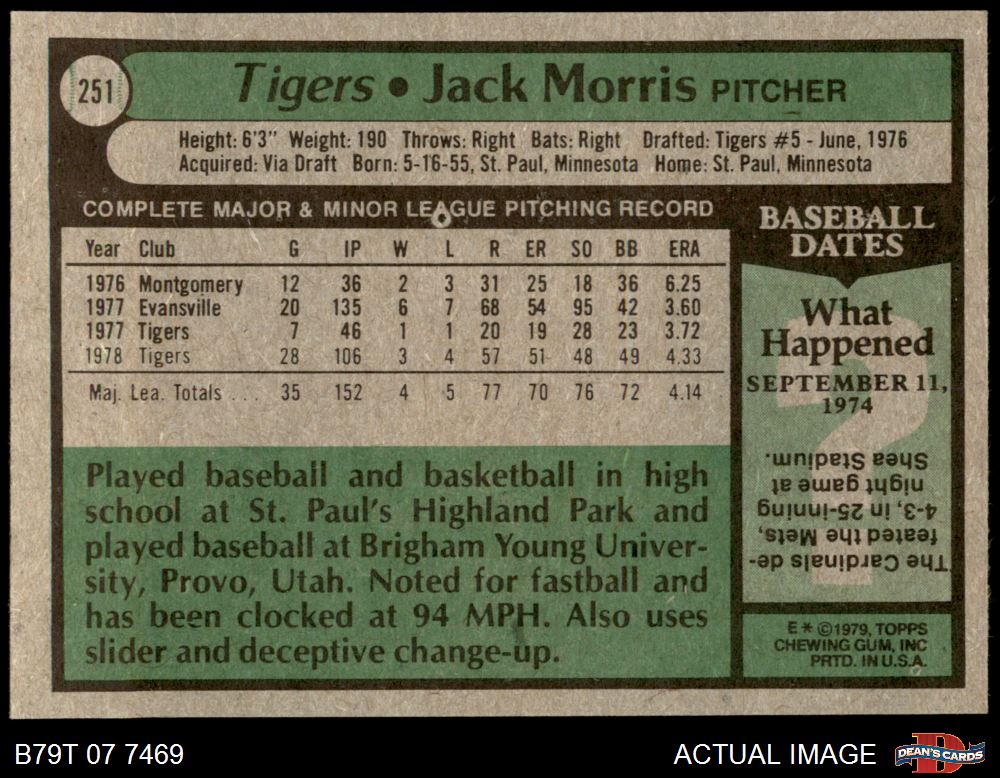 251
Tigers • Jack Morris PITCHER
Height: 6'3" Weight: 190 Throws: Right Bats: Right Drafted: Tigers #5 - June, 1976
Acquired: Via Draft Born: 5-16-55, St. Paul, Minnesota Home: St. Paul, Minnesota
COMPLETE MAJOR & MINOR LEAGUE PITCHING RECORD
Year Club G IP W L R ER SO BB ERA
1976 Montgomery 12 36 2 3 31 25 18 36 6.25
1977 Evansville 20 135 6 7 68 54 95 42 3.60
1977 Tigers 7 46 1 1 20 19 28 23 3.72
1978 Tigers 28 106 3 4 57 51 48 49 4.33
Maj. Lea. Totals ... 35 152 4 5 77 70 76 72 4.14
Played baseball and basketball in high
school at St. Paul's Highland Park and
played baseball at Brigham Young Univer-
sity, Provo, Utah. Noted for fastball and
has been clocked at 94 MPH. Also uses
slider and deceptive change-up.
BASEBALL
DATES
What
Happened
SEPTEMBER 11,
1974
The Cardinals de-
feated the Mets,
4-3, in 25-inning
night game at
Shea Stadium.
E * ©1979, TOPPS
CHEWING GUM, INC
PRTD. IN U.S.A.
B79T 07 7469
ACTUAL IMAGE
DEAN'S CARDS